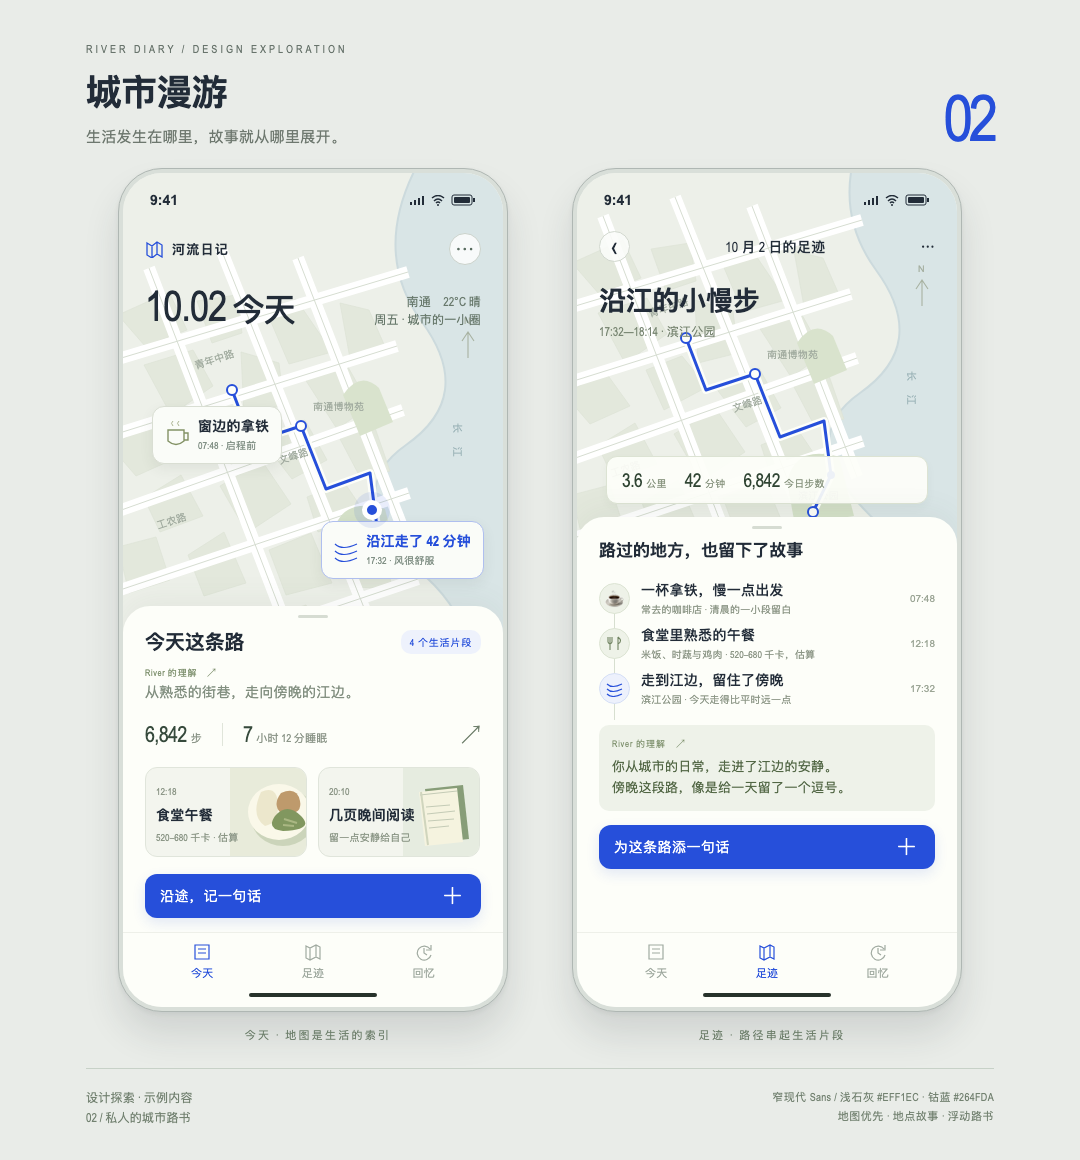 RIVER DIARY / DESIGN EXPLORATION
城市漫游
生活发生在哪里，故事就从哪里展开。
02
9:41
河流日记
10.02 今天
南通 22°C 晴
周五 · 城市的一小圈
青年中路
南通博物苑
窗边的拿铁
07:48 · 启程前
文峰路
工农路
沿江走了 42 分钟
17:32 · 风很舒服
今天这条路
4 个生活片段
River 的理解
从熟悉的街巷，走向傍晚的江边。
6,842 步
7 小时 12 分睡眠
12:18
食堂午餐
520–680 千卡 · 估算
20:10
几页晚间阅读
留一点安静给自己
沿途，记一句话
今天
足迹
回忆
今天 · 地图是生活的索引
9:41
10 月 2 日的足迹
N
沿江的小慢步
17:32—18:14 · 滨江公园
南通博物苑
文峰路
3.6 公里
42 分钟
6,842 今日步数
路过的地方，也留下了故事
一杯拿铁，慢一点出发
常去的咖啡店 · 清晨的一小段留白
07:48
食堂里熟悉的午餐
米饭、时蔬与鸡肉 · 520–680 千卡，估算
12:18
走到江边，留住了傍晚
滨江公园 · 今天走得比平时远一点
17:32
River 的理解
你从城市的日常，走进了江边的安静。
傍晚这段路，像是给一天留了一个逗号。
为这条路添一句话
今天
足迹
回忆
足迹 · 路径串起生活片段
设计探索 · 示例内容
02 / 私人的城市路书
窄现代 Sans / 浅石灰 #EFF1EC · 钴蓝 #264FDA
地图优先 · 地点故事 · 浮动路书